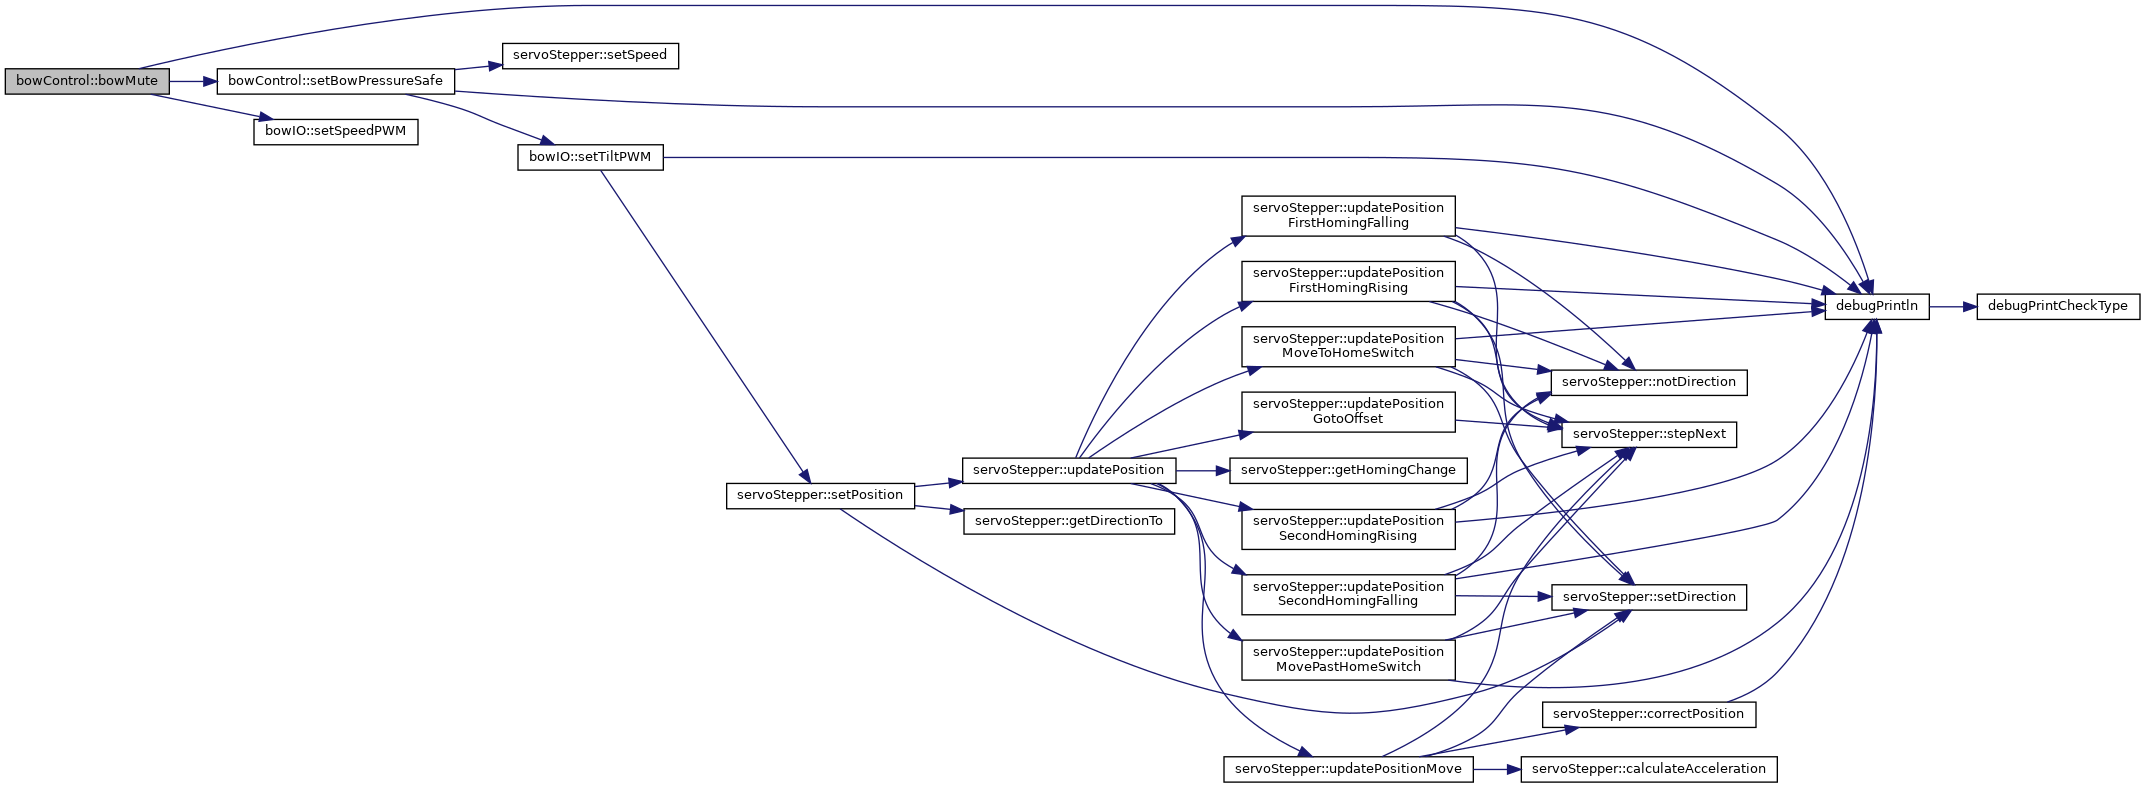 bowControl::bowMute
bowControl::setBowPressureSafe
bowIO::setSpeedPWM
servoStepper::setSpeed
bowIO::setTiltPWM
servoStepper::setPosition
servoStepper::updatePosition
servoStepper::getDirectionTo
servoStepper::updatePosition
FirstHomingFalling
servoStepper::updatePosition
FirstHomingRising
servoStepper::updatePosition
MoveToHomeSwitch
servoStepper::updatePosition
GotoOffset
servoStepper::getHomingChange
servoStepper::updatePosition
SecondHomingRising
servoStepper::updatePosition
SecondHomingFalling
servoStepper::updatePosition
MovePastHomeSwitch
servoStepper::updatePositionMove
servoStepper::notDirection
servoStepper::stepNext
servoStepper::setDirection
servoStepper::correctPosition
servoStepper::calculateAcceleration
debugPrintln
debugPrintCheckType